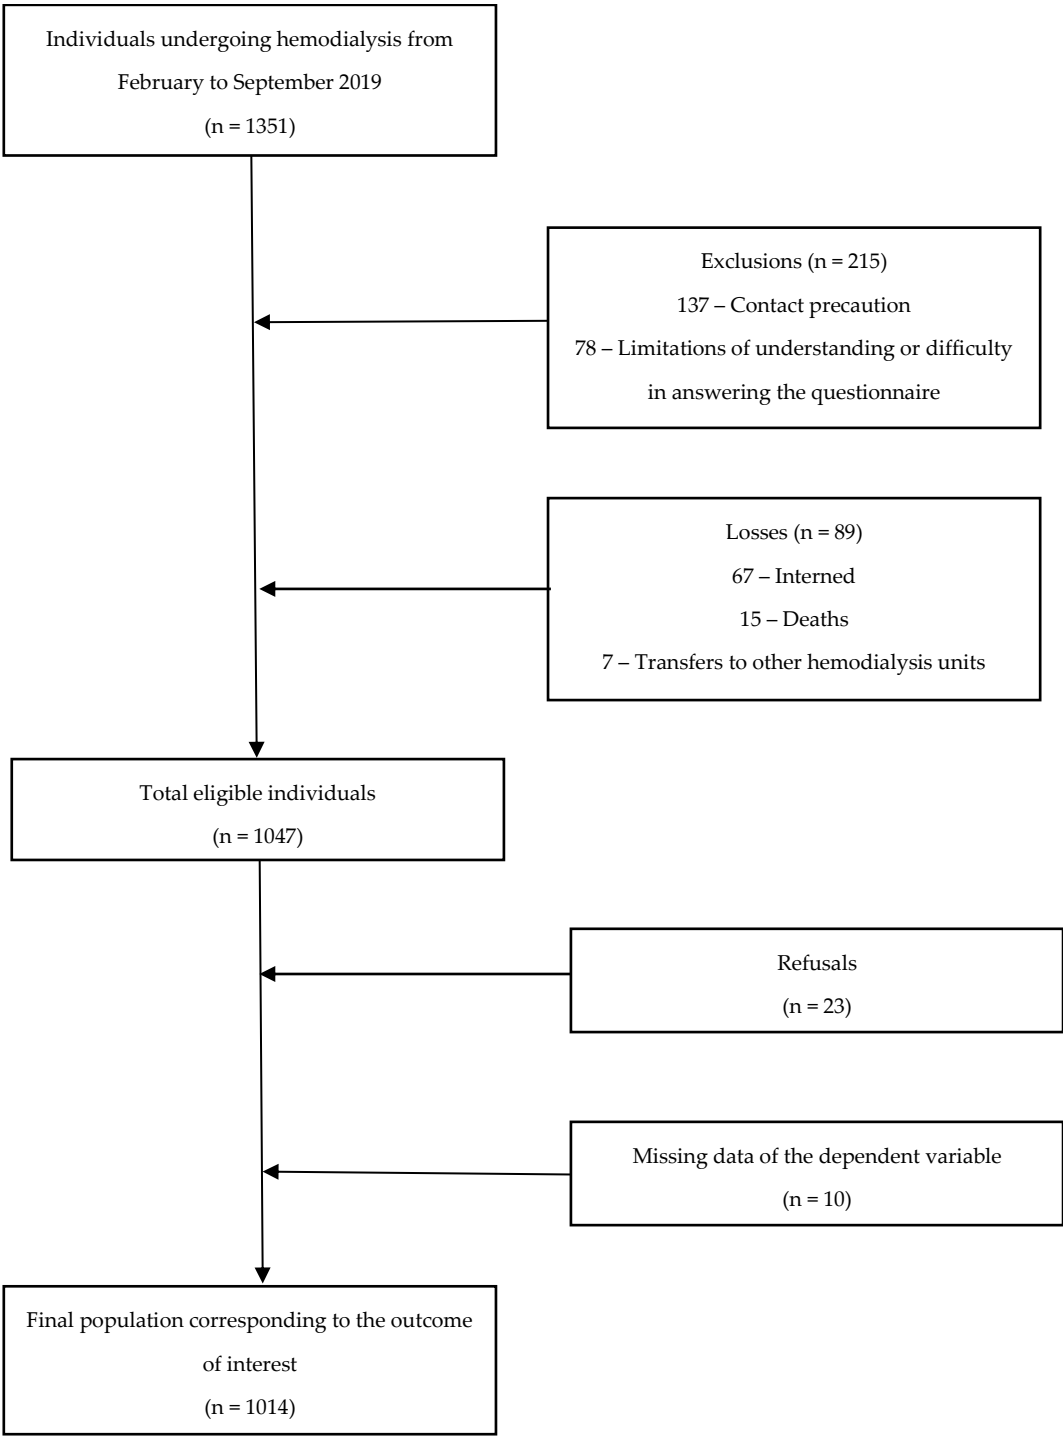 Individuals undergoing hemodialysis from
February to September 2019
(n = 1351)
Exclusions (n = 215)
137 – Contact precaution
78 – Limitations of understanding or difficulty
in answering the questionnaire
Losses (n = 89)
67 – Interned
15 – Deaths
7 – Transfers to other hemodialysis units
Total eligible individuals
(n = 1047)
Refusals
(n = 23)
Missing data of the dependent variable
(n = 10)
Final population corresponding to the outcome
of interest
(n = 1014)